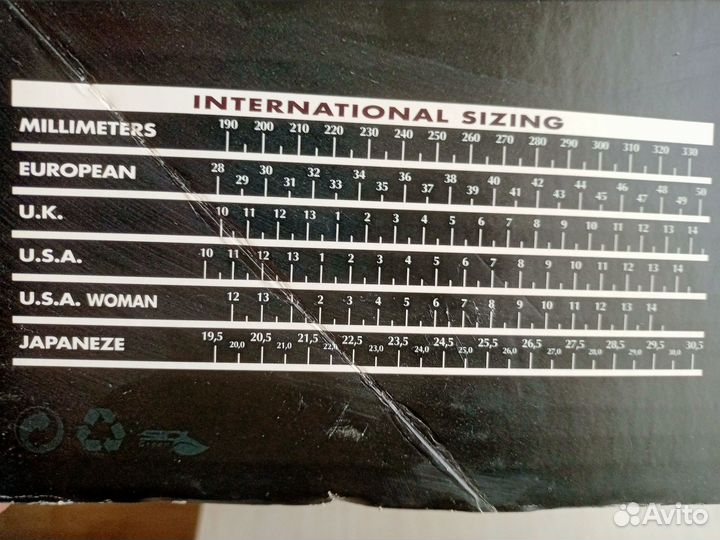 INTERNATIONAL SIZING
MILLIMETERS 190 200 210 220 230 240 250 260 270 280 290 300 310 320 330
EUROPEAN 28 29 30 31 32 33 34 35 36 37 38 39 40 41 42 43 44 45 46 47 48 49 50
U.K. 10 11 12 13 1 2 3 4 5 6 7 8 9 10 11 12 13 14
U.S.A. 10 11 12 13 1 2 3 4 5 6 7 8 9 10 11 12 13 14
U.S.A. WOMAN 12 13 1 2 3 4 5 6 7 8 9 10 11 12 13 14
JAPANEZE 19,5 20,0 20,5 21,0 21,5 22,0 22,5 23,0 23,5 24,0 24,5 25,0 25,5 26,0 26,5 27,0 27,5 28,0 28,5 29,0 29,5 30,0 30,5
Avito